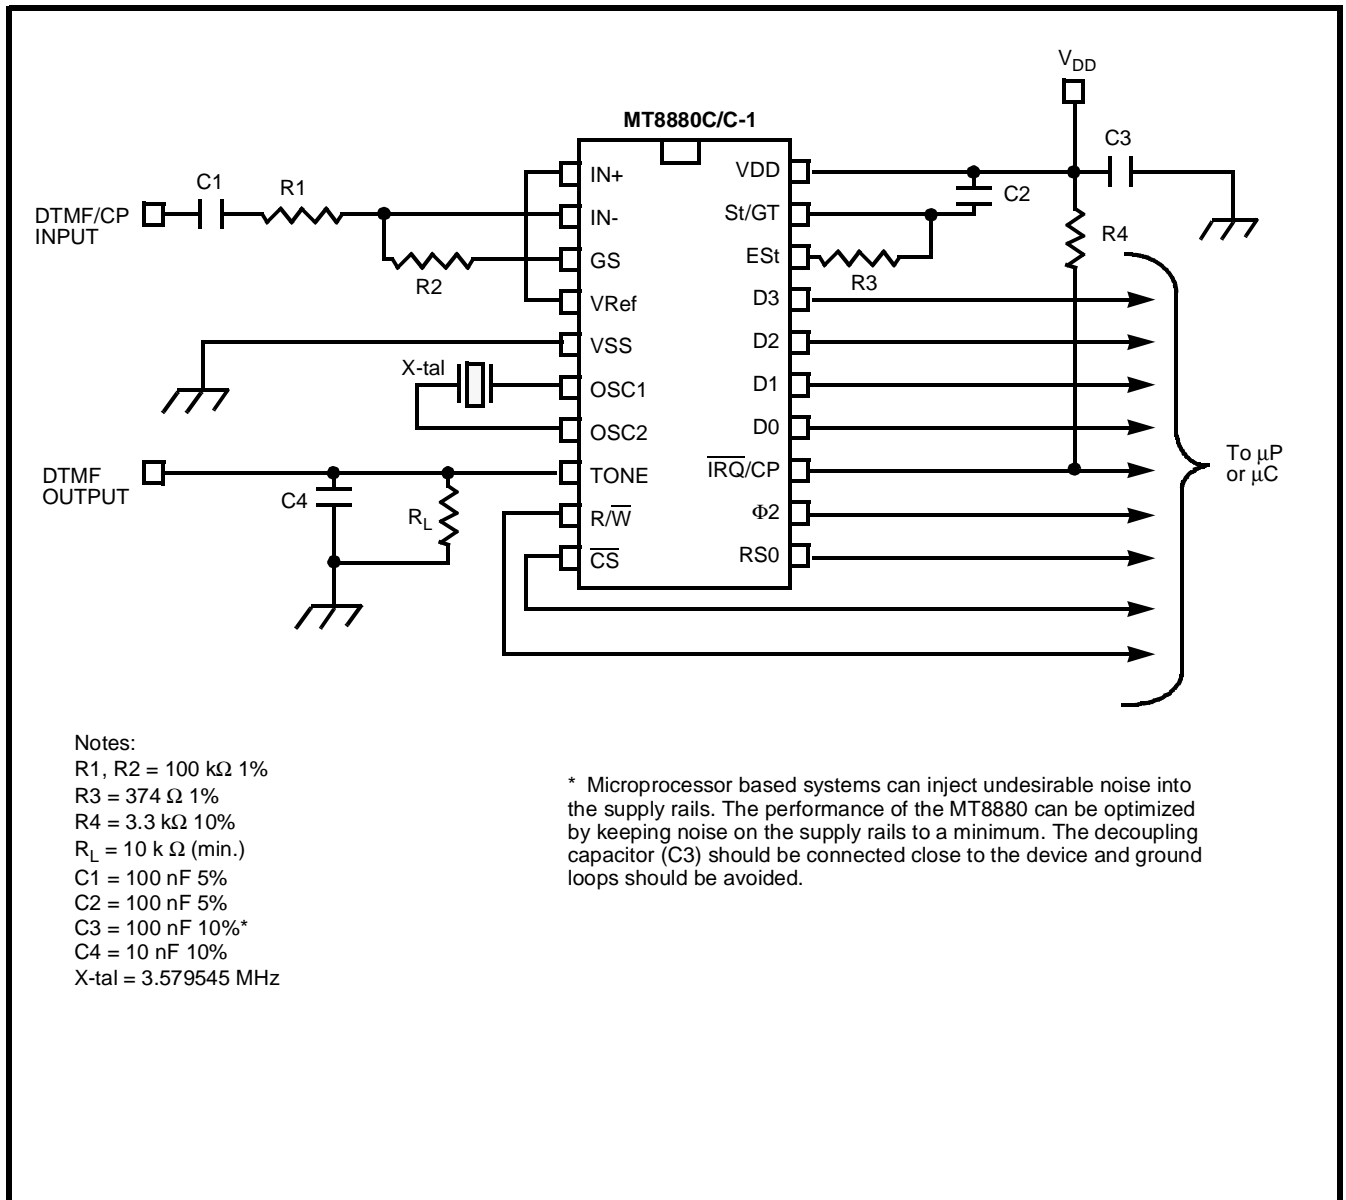 V_DD
MT8880C/C-1
C3
C1
R1
IN+
VDD
C2
DTMF/CP
INPUT
IN-
St/GT
R4
R2
GS
ESt
R3
VRef
D3
VSS
D2
X-tal
OSC1
D1
OSC2
D0
DTMF
OUTPUT
TONE
I̅R̅Q̅/CP
To μP
or μC
C4
R_L
R/W̅
Φ2
C̅S̅
RS0
Notes:
R1, R2 = 100 kΩ 1%
R3 = 374 Ω 1%
R4 = 3.3 kΩ 10%
R_L = 10 k Ω (min.)
C1 = 100 nF 5%
C2 = 100 nF 5%
C3 = 100 nF 10%*
C4 = 10 nF 10%
X-tal = 3.579545 MHz
* Microprocessor based systems can inject undesirable noise into
the supply rails. The performance of the MT8880 can be optimized
by keeping noise on the supply rails to a minimum. The decoupling
capacitor (C3) should be connected close to the device and ground
loops should be avoided.